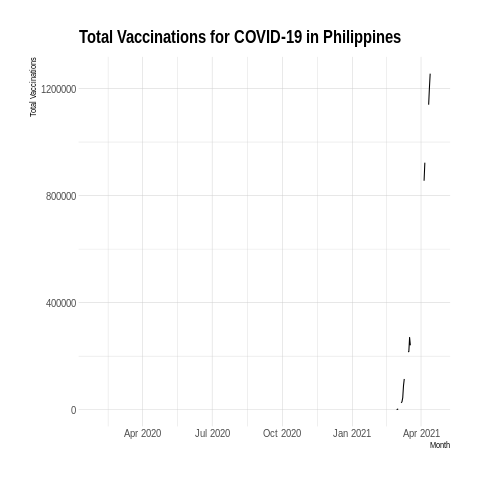 Total Vaccinations for COVID-19 in Philippines
Total Vaccinations
1200000
800000
400000
0
Apr 2020 Jul 2020 Oct 2020 Jan 2021 Apr 2021
Month